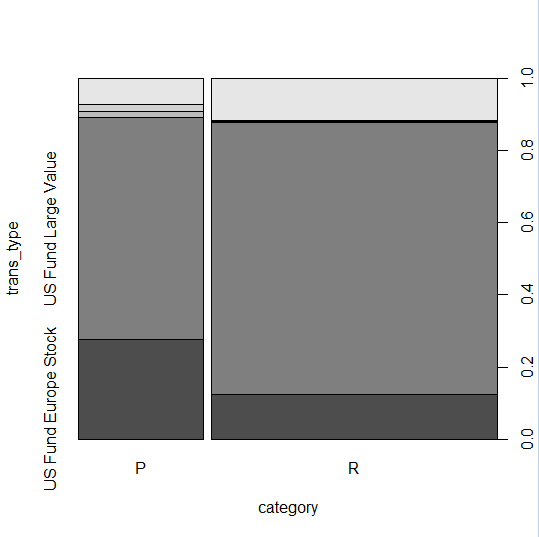 trans_type
US Fund Large Value
US Fund Europe Stock
1.0
0.8
0.6
0.4
0.2
0.0
P
R
category